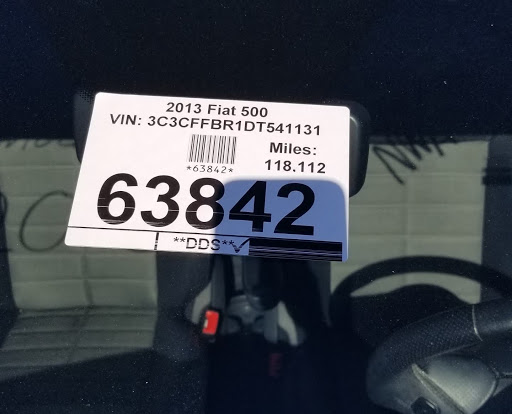 2013 Fiat 500
VIN: 3C3CFFBR1DT541131
Miles:
118,112
*63842*
63842
**DDS**